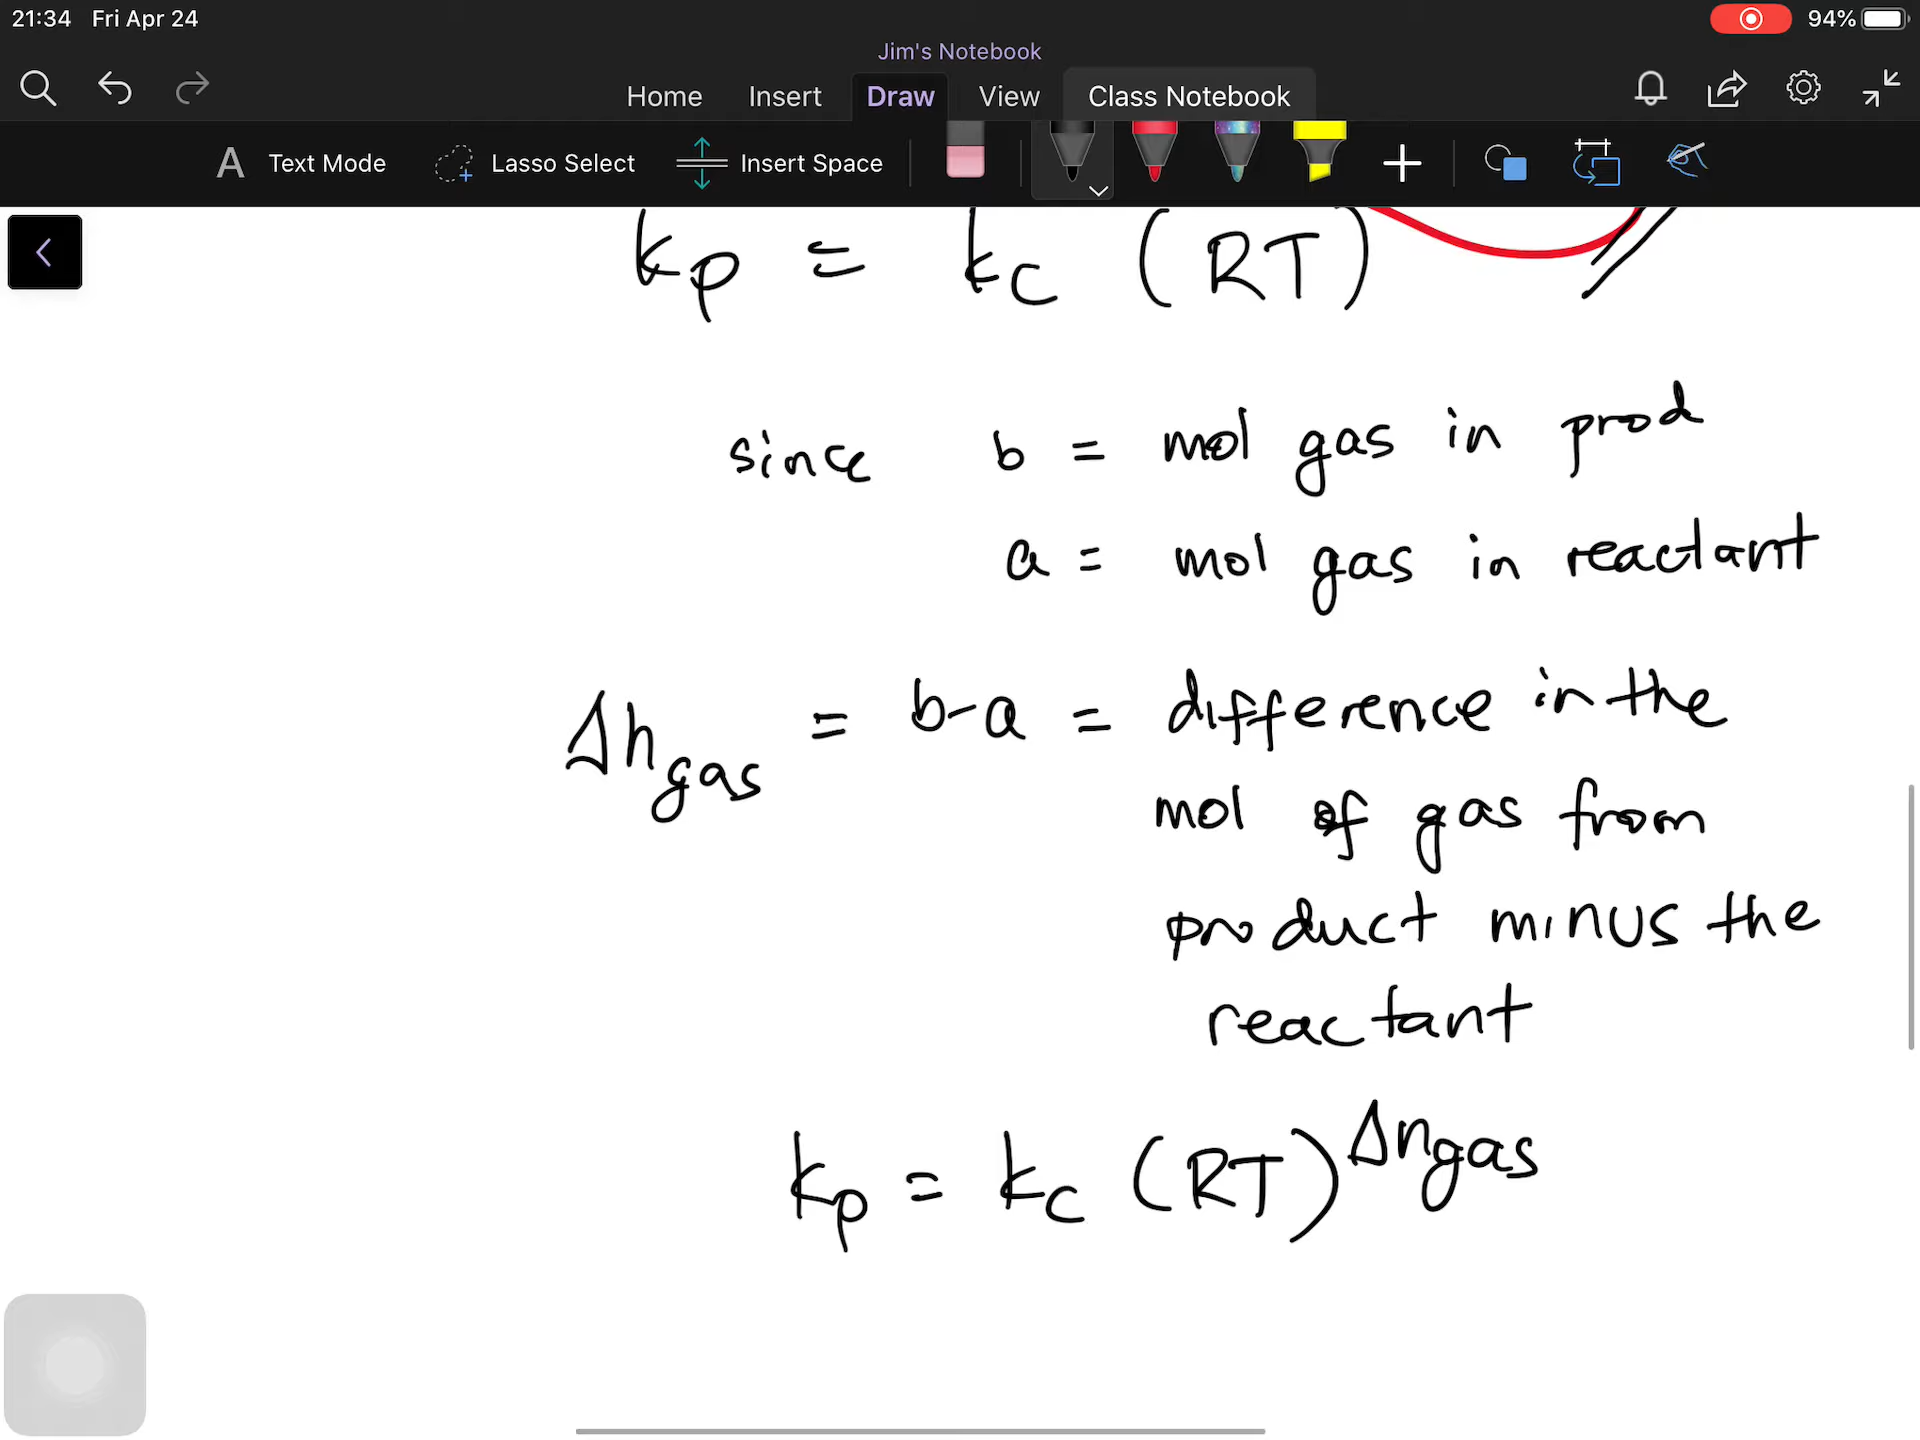 21:34 Fri Apr 24 94%
Jim's Notebook
Home Insert Draw View Class Notebook
A Text Mode Lasso Select Insert Space
kp = kc (RT)
since b = mol gas in prod
a = mol gas in reactant
Δngas = b-a = difference in the
mol of gas from
product minus the
reactant
kp = kc (RT)^Δngas